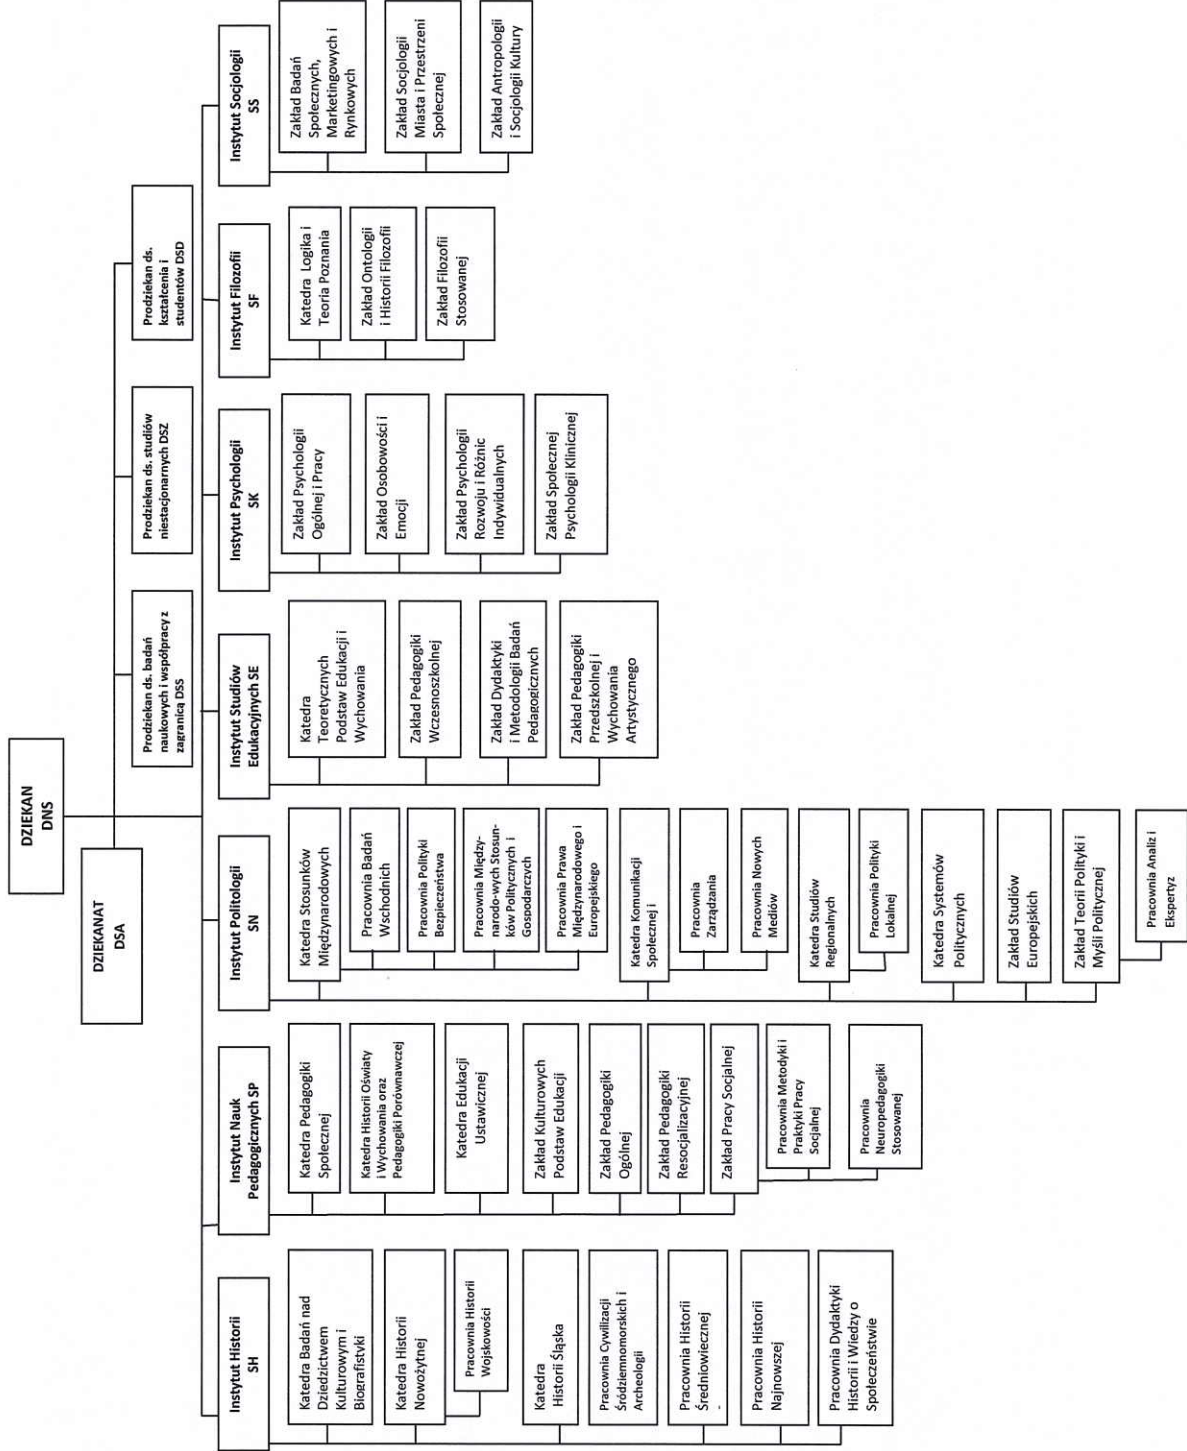 DZIEKAN
DNS
DZIEKANAT
DSA
Prodziekan ds. badań
naukowych i współpracy z
zagranicą DSS
Prodziekan ds. studiów
niestacjonarnych DSZ
Prodziekan ds.
kształcenia i
studentów DSD
Instytut Historii
SH
Katedra Badań nad
Dziedzictwem
Kulturowym i
Biografistyki
Katedra Historii
Nowożytnej
Pracownia Historii
Wojskowości
Katedra
Historii Śląska
Pracownia Cywilizacji
Śródziemnomorskich i
Archeologii
Pracownia Historii
Średniowiecznej
-
Pracownia Historii
Najnowszej
Pracownia Dydaktyki
Historii i Wiedzy o
Społeczeństwie
Instytut Nauk
Pedagogicznych SP
Katedra Pedagogiki
Społecznej
Katedra Historii Oświaty
i Wychowania oraz
Pedagogiki Porównawczej
Katedra Edukacji
Ustawicznej
Zakład Kulturowych
Podstaw Edukacji
Zakład Pedagogiki
Ogólnej
Zakład Pedagogiki
Resocjalizacyjnej
Zakład Pracy Socjalnej
Pracownia Metodyki i
Praktyki Pracy
Socjalnej
Pracownia
Neuropedagogiki
Stosowanej
Instytut Politologii
SN
Katedra Stosunków
Międzynarodowych
Pracownia Badań
Wschodnich
Pracownia Polityki
Bezpieczeństwa
Pracownia Między-
narodo-wych Stosun-
ków Politycznych i
Gospodarczych
Pracownia Prawa
Międzynarodowego i
Europejskiego
Katedra Komunikacji
Społecznej i
Pracownia
Zarządzania
Pracownia Nowych
Mediów
Katedra Studiów
Regionalnych
Pracownia Polityki
Lokalnej
Katedra Systemów
Politycznych
Zakład Studiów
Europejskich
Zakład Teorii Polityki i
Myśli Politycznej
Pracownia Analiz i
Ekspertyz
Instytut Studiów
Edukacyjnych SE
Katedra
Teoretycznych
Podstaw Edukacji i
Wychowania
Zakład Pedagogiki
Wczesnoszkolnej
Zakład Dydaktyki
i Metodologii Badań
Pedagogicznych
Zakład Pedagogiki
Przedszkolnej i
Wychowania
Artystycznego
Instytut Psychologii
SK
Zakład Psychologii
Ogólnej i Pracy
Zakład Osobowości i
Emocji
Zakład Psychologii
Rozwoju i Różnic
Indywidualnych
Zakład Społecznej
Psychologii Klinicznej
Instytut Filozofii
SF
Katedra Logika i
Teoria Poznania
Zakład Ontologii
i Historii Filozofii
Zakład Filozofii
Stosowanej
Instytut Socjologii
SS
Zakład Badań
Społecznych,
Marketingowych i
Rynkowych
Zakład Socjologii
Miasta i Przestrzeni
Społecznej
Zakład Antropologii
i Socjologii Kultury